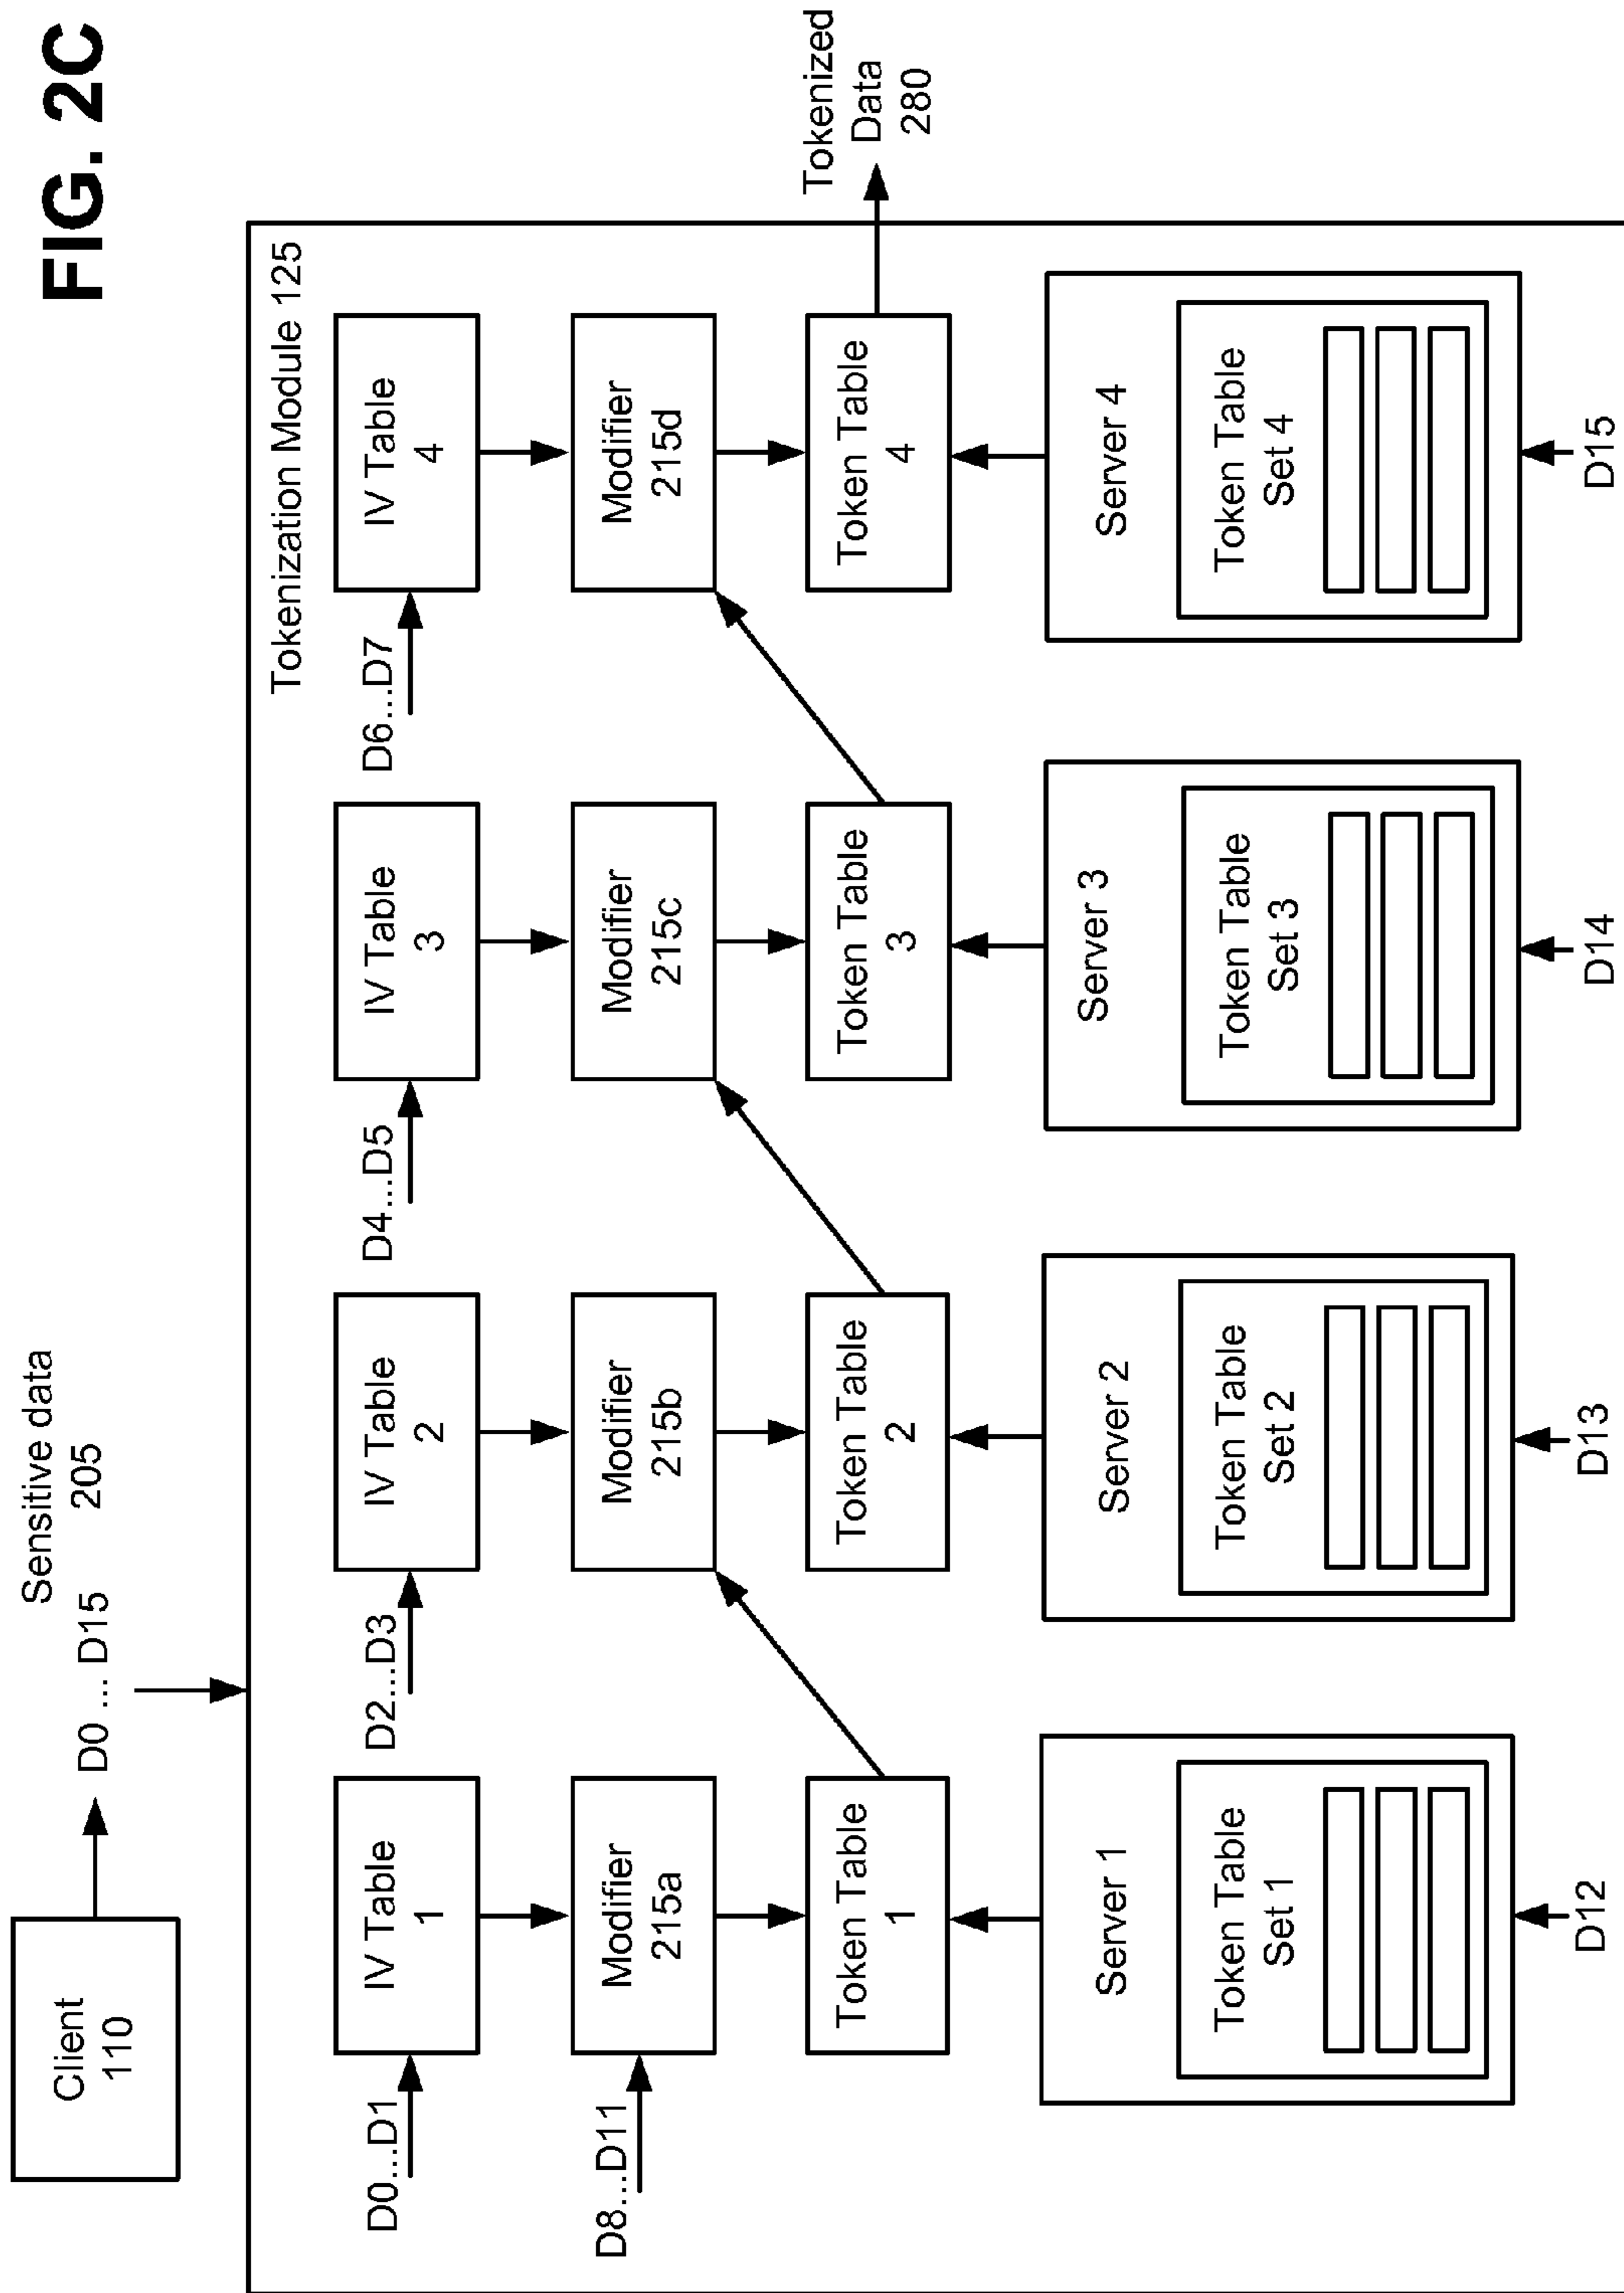 FIG. 2C
Client
110
Sensitive data
D0 ... D15 205
Tokenization Module 125
D0...D1
IV Table
1
D2...D3
IV Table
2
D4...D5
IV Table
3
D6...D7
IV Table
4
D8...D11
Modifier
215a
Modifier
215b
Modifier
215c
Modifier
215d
Token Table
1
Token Table
2
Token Table
3
Token Table
4
Tokenized
Data
280
Server 1
Token Table
Set 1
Server 2
Token Table
Set 2
Server 3
Token Table
Set 3
Server 4
Token Table
Set 4
D12
D13
D14
D15